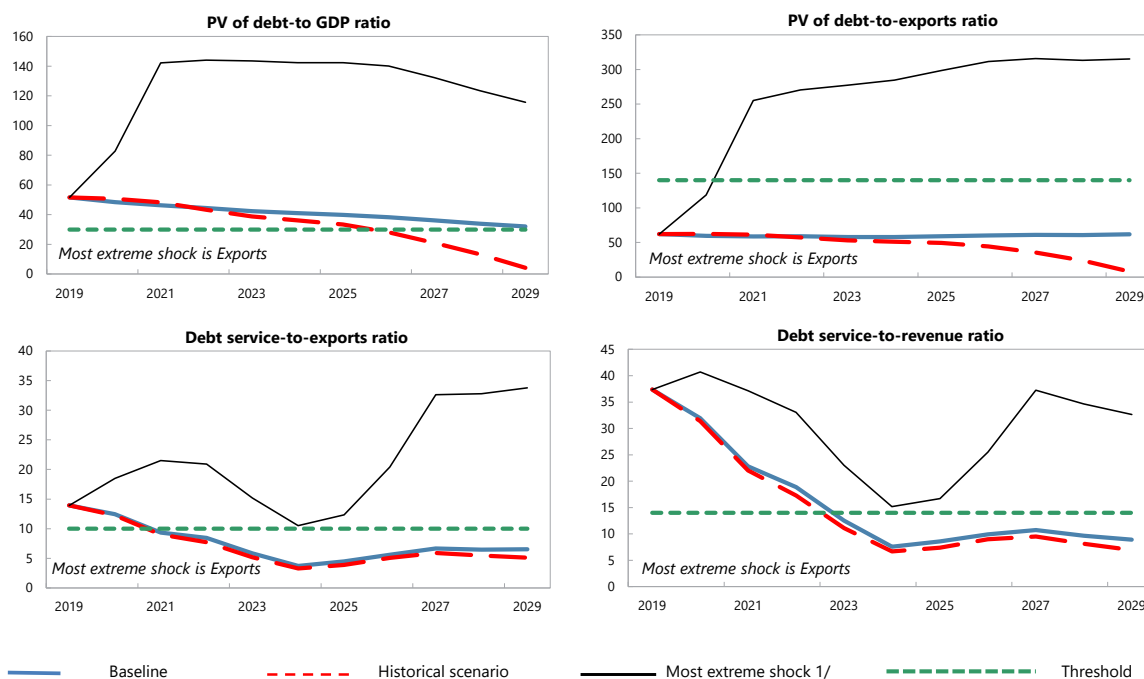 PV of debt-to GDP ratio
160
140
120
100
80
60
40
20
0
Most extreme shock is Exports
2019 2021 2023 2025 2027 2029
PV of debt-to-exports ratio
350
300
250
200
150
100
50
0
Most extreme shock is Exports
2019 2021 2023 2025 2027 2029
Debt service-to-exports ratio
40
35
30
25
20
15
10
5
0
Most extreme shock is Exports
2019 2021 2023 2025 2027 2029
Debt service-to-revenue ratio
45
40
35
30
25
20
15
10
5
0
Most extreme shock is Exports
2019 2021 2023 2025 2027 2029
Baseline Historical scenario Most extreme shock 1/ Threshold